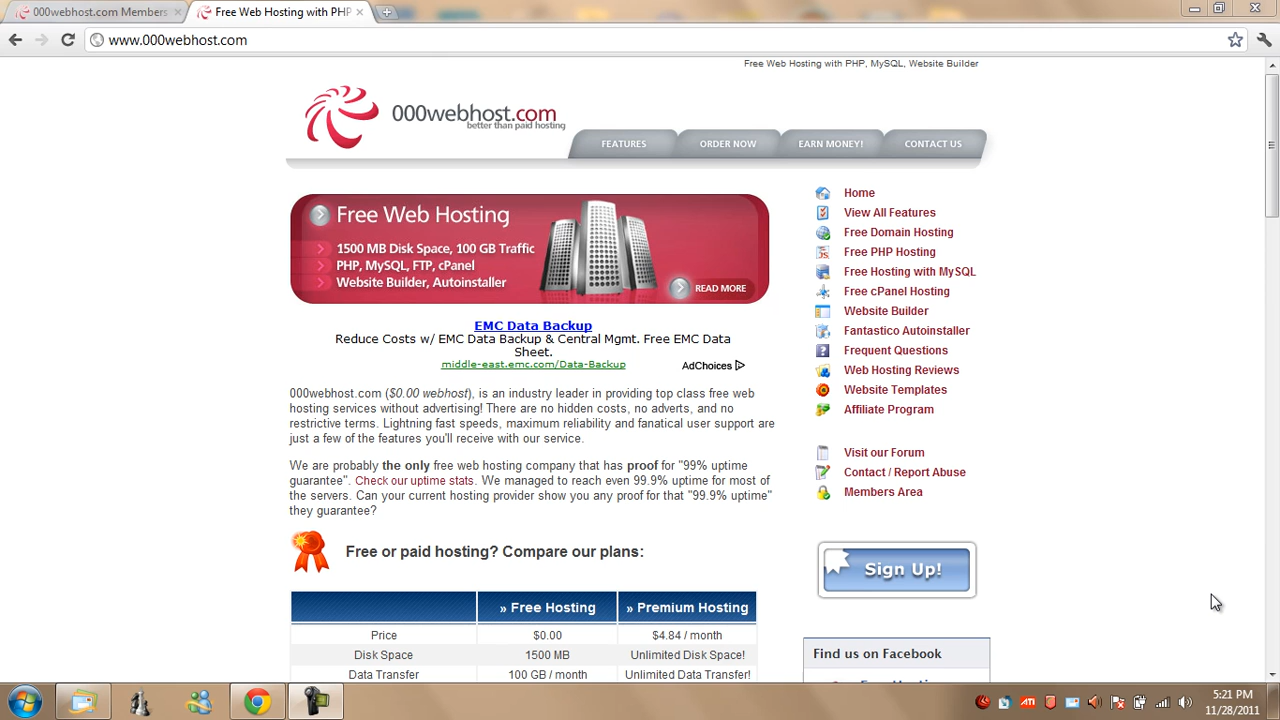 000webhost.com Members
Free Web Hosting with PHP
www.000webhost.com
Free Web Hosting with PHP, MySQL, Website Builder
000webhost.com
better than paid hosting
FEATURES
ORDER NOW
EARN MONEY!
CONTACT US
Free Web Hosting
1500 MB Disk Space, 100 GB Traffic
PHP, MySQL, FTP, cPanel
Website Builder, Autoinstaller
READ MORE
EMC Data Backup
Reduce Costs w/ EMC Data Backup & Central Mgmt. Free EMC Data
Sheet.
middle-east.emc.com/Data-Backup
AdChoices
000webhost.com ($0.00 webhost), is an industry leader in providing top class free web
hosting services without advertising! There are no hidden costs, no adverts, and no
restrictive terms. Lightning fast speeds, maximum reliability and fanatical user support are
just a few of the features you'll receive with our service.
We are probably the only free web hosting company that has proof for "99% uptime
guarantee". Check our uptime stats. We managed to reach even 99.9% uptime for most of
the servers. Can your current hosting provider show you any proof for that "99.9% uptime"
they guarantee?
Free or paid hosting? Compare our plans:
» Free Hosting » Premium Hosting
Price $0.00 $4.84 / month
Disk Space 1500 MB Unlimited Disk Space!
Data Transfer 100 GB / month Unlimited Data Transfer!
Home
View All Features
Free Domain Hosting
Free PHP Hosting
Free Hosting with MySQL
Free cPanel Hosting
Website Builder
Fantastico Autoinstaller
Frequent Questions
Web Hosting Reviews
Website Templates
Affiliate Program
Visit our Forum
Contact / Report Abuse
Members Area
Sign Up!
Find us on Facebook
ATI
5:21 PM
11/28/2011